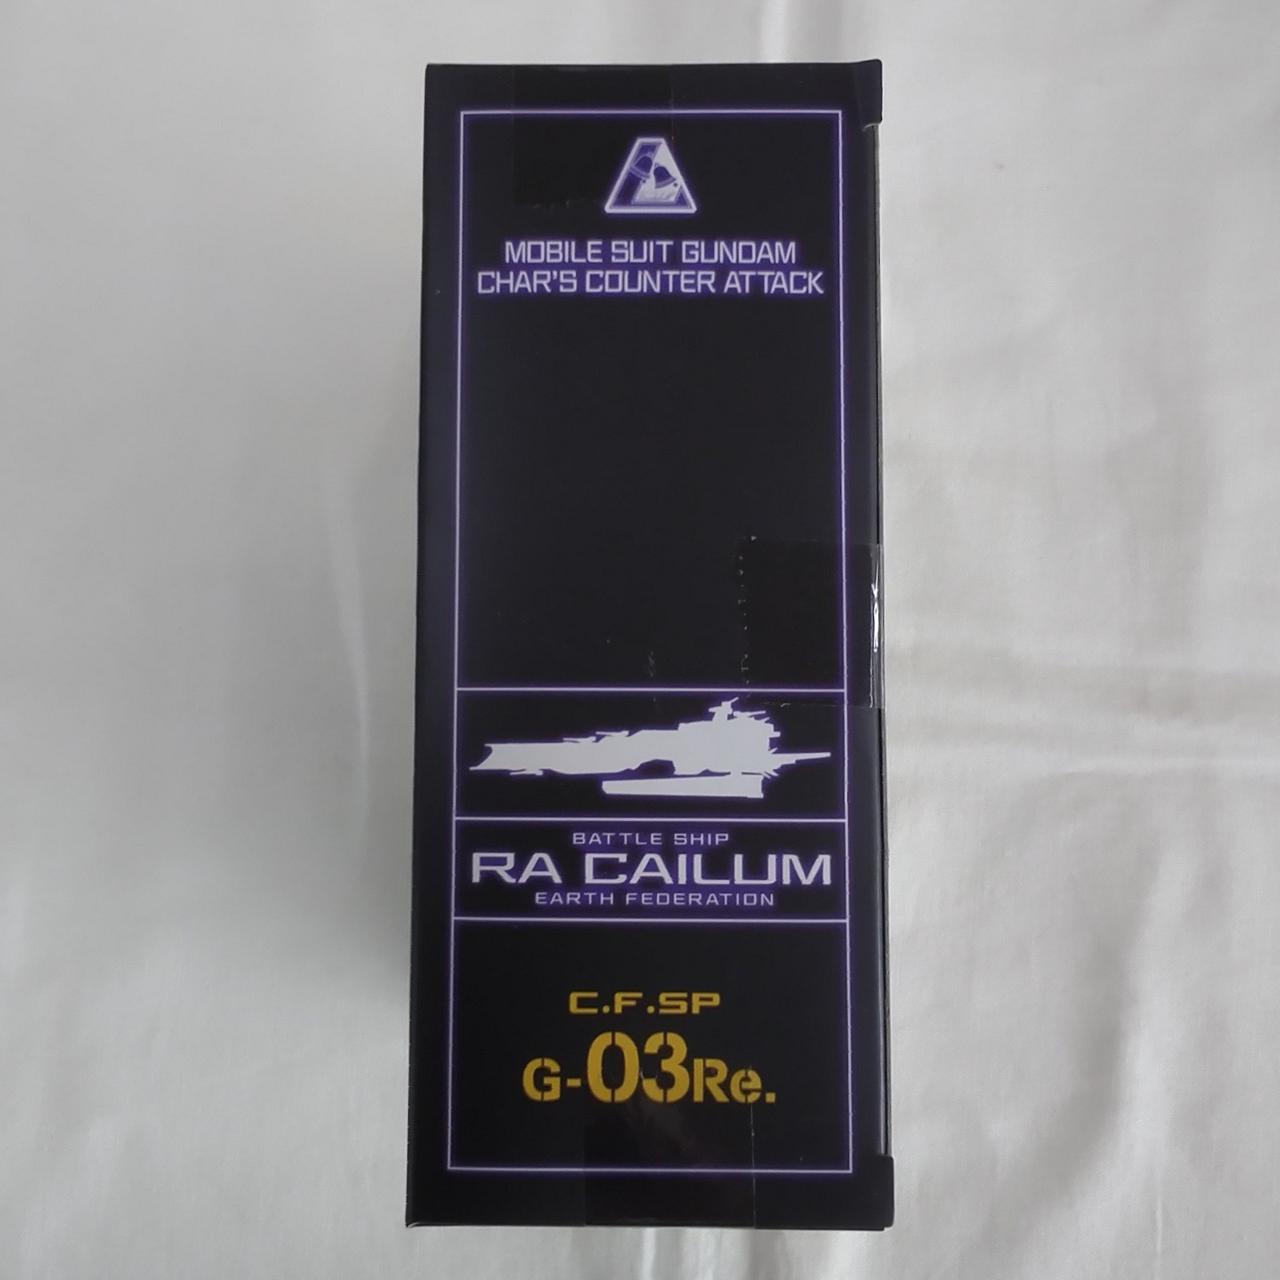 MOBILE SUIT GUNDAM
CHAR'S COUNTER ATTACK
BATTLE SHIP
RA CAILUM
EARTH FEDERATION
C.F.SP
G-03Re.